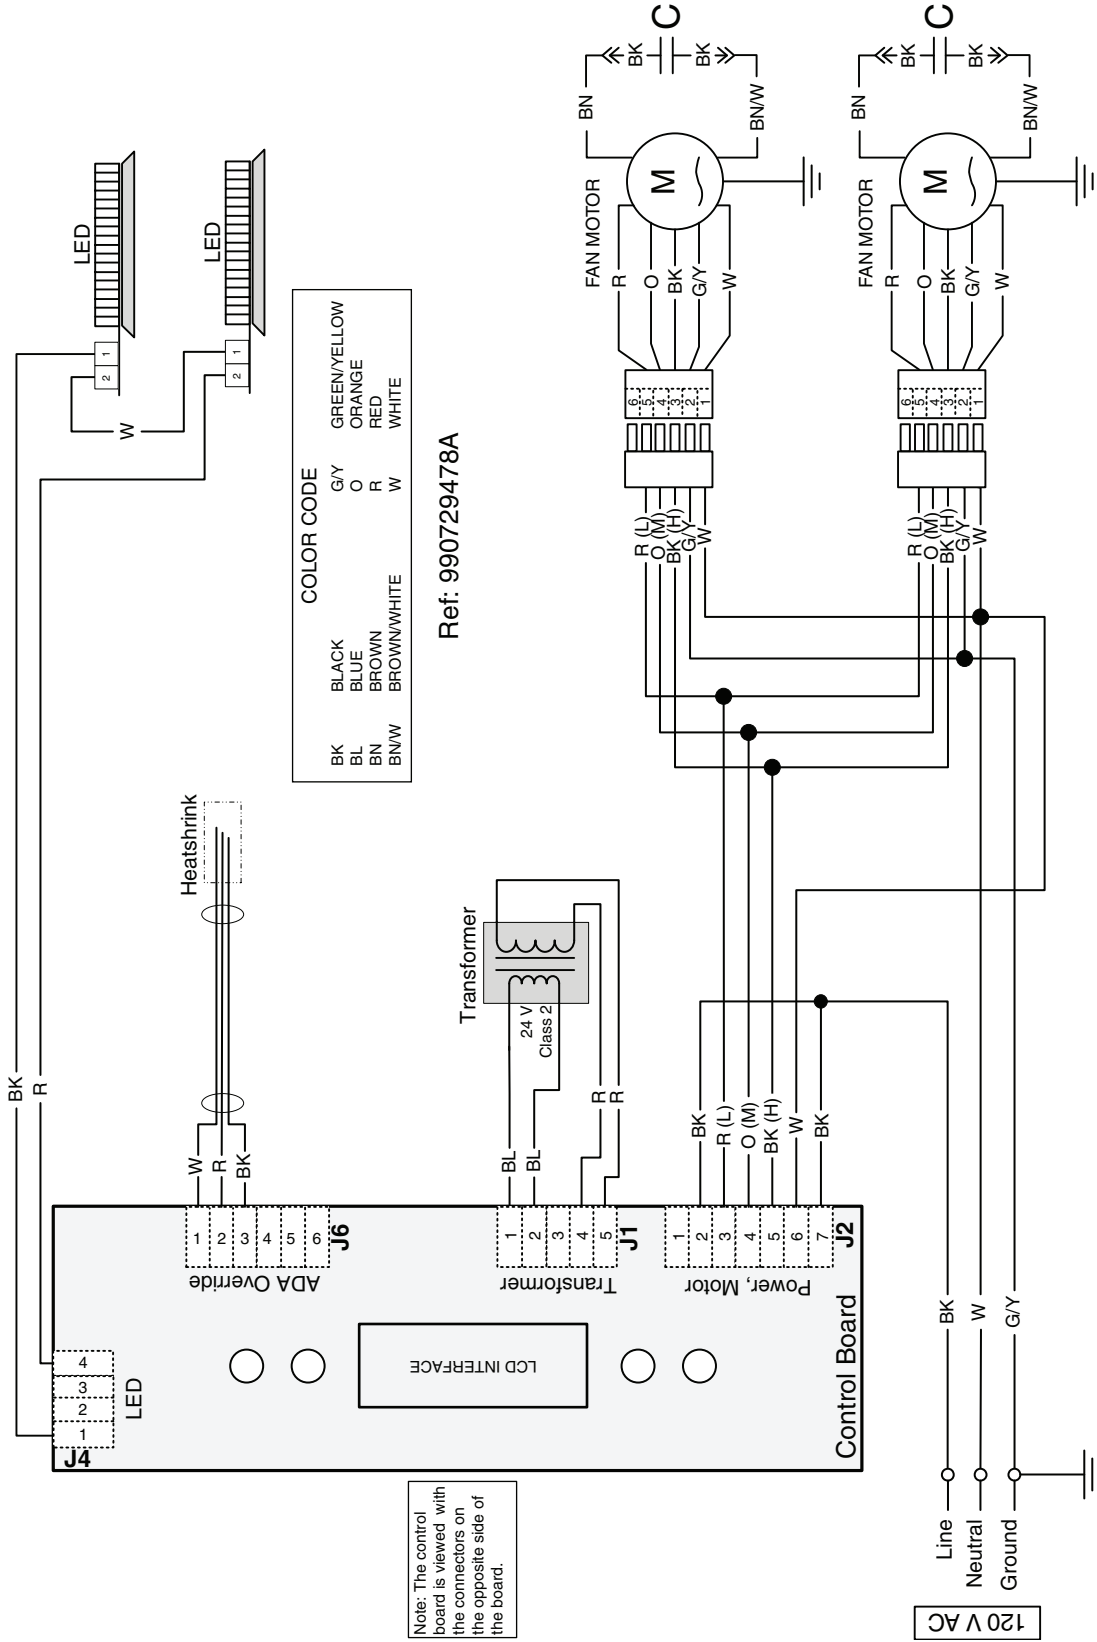 Note: The control
board is viewed with
the connectors on
the opposite side of
the board.
J4
1
2
3
4
LED
BK
R
LED
1
2
W
LED
1
2
ADA Override
J6
1
2
3
4
5
6
W
R
BK
Heatshrink
LCD INTERFACE
Control Board
Transformer
J1
1
2
3
4
5
BL
BL
R
R
Transformer
24 V
Class 2
Power, Motor
J2
1
2
3
4
5
6
7
BK
R (L)
O (M)
BK (H)
W
BK
COLOR CODE
BK BLACK G/Y GREEN/YELLOW
BL BLUE O ORANGE
BN BROWN R RED
BN/W BROWN/WHITE W WHITE
Ref: 990729478A
R (L)
O (M)
BK (H)
G/Y
W
6
5
4
3
2
1
FAN MOTOR
R
O
BK
G/Y
W
M
BN
BN/W
BK
BK
C
R (L)
O (M)
BK (H)
G/Y
W
6
5
4
3
2
1
FAN MOTOR
R
O
BK
G/Y
W
M
BN
BN/W
BK
BK
C
120 V AC
Line
Neutral
Ground
BK
W
G/Y